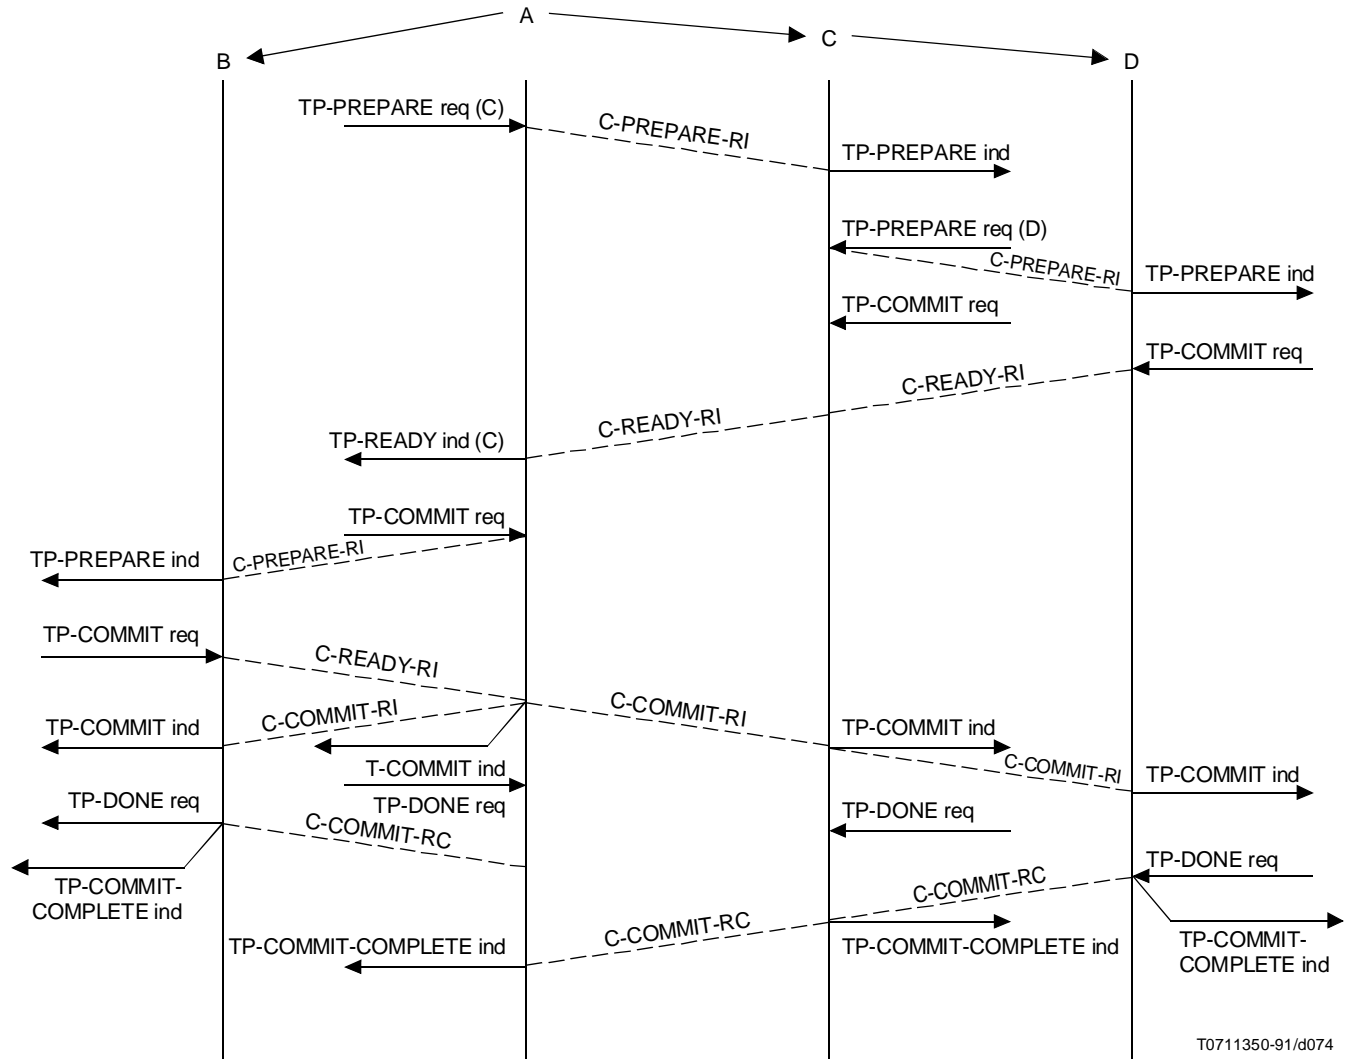 A
C
B
D
TP-PREPARE req (C)
C-PREPARE-RI
TP-PREPARE ind
TP-PREPARE req (D)
C-PREPARE-RI
TP-PREPARE ind
TP-COMMIT req
TP-COMMIT req
C-READY-RI
C-READY-RI
TP-READY ind (C)
TP-COMMIT req
C-PREPARE-RI
TP-PREPARE ind
TP-COMMIT req
C-READY-RI
C-COMMIT-RI
C-COMMIT-RI
TP-COMMIT ind
TP-COMMIT ind
T-COMMIT ind
C-COMMIT-RI
TP-COMMIT ind
TP-DONE req
TP-DONE req
TP-DONE req
C-COMMIT-RC
TP-DONE req
TP-COMMIT-
COMPLETE ind
C-COMMIT-RC
C-COMMIT-RC
TP-COMMIT-COMPLETE ind
TP-COMMIT-COMPLETE ind
TP-COMMIT-
COMPLETE ind
T0711350-91/d074